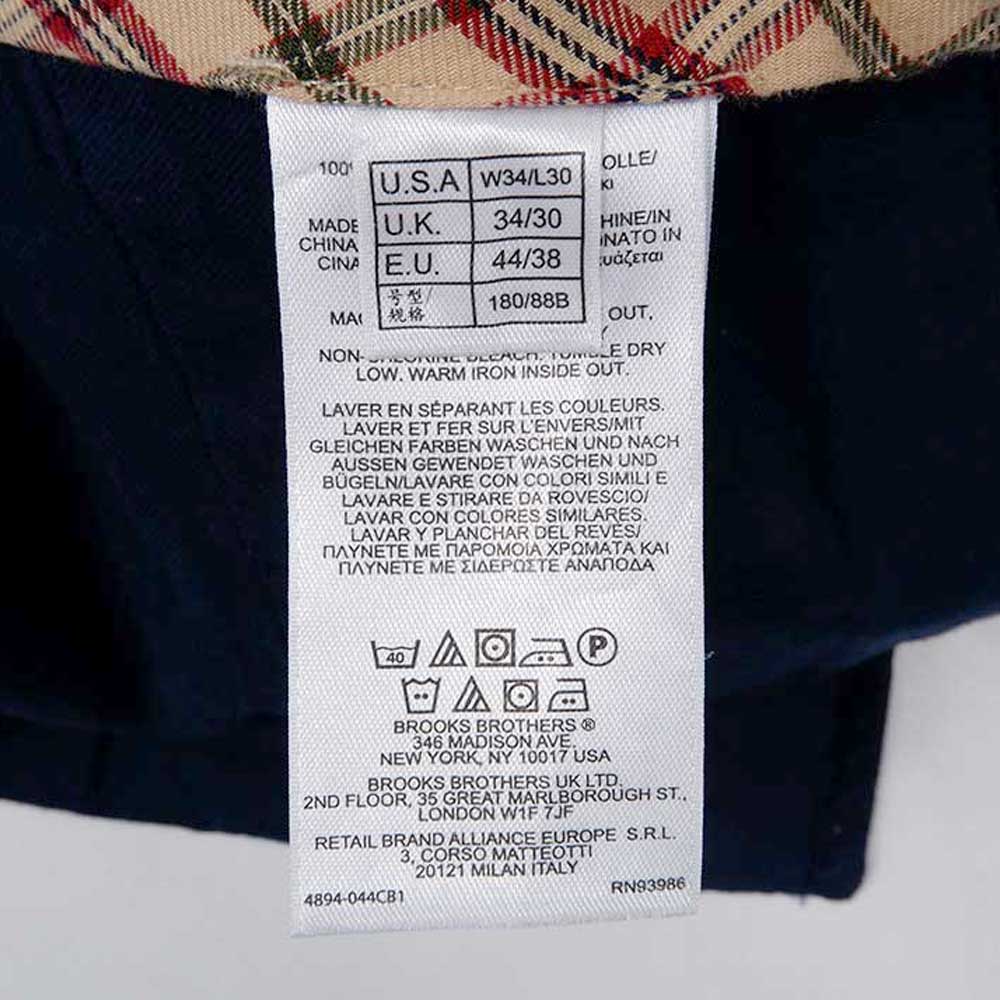 U.S.A W34/L30
U.K. 34/30
E.U. 44/38
号型/规格 180/88B
100%
OLLE/
MADE
HINE/IN
CHINA
NATO IN
CINA
υάζεται
OUT,
NON-CHLORINE BLEACH. TUMBLE DRY
LOW. WARM IRON INSIDE OUT.
LAVER EN SÉPARANT LES COULEURS.
LAVER ET FER SUR L'ENVERS/MIT
GLEICHEN FARBEN WASCHEN UND NACH
AUSSEN GEWENDET WASCHEN UND
BÜGELN/LAVARE CON COLORI SIMILI E
LAVARE E STIRARE DA ROVESCIO/
LAVAR CON COLORES SIMILARES.
LAVAR Y PLANCHAR DEL REVÉS/
ΠΛΥΝΕΤΕ ΜΕ ΠΑΡΟΜΟΙΑ ΧΡΩΜΑΤΑ ΚΑΙ
ΠΛΥΝΕΤΕ ΜΕ ΣΙΔΕΡΩΣΤΕ ΑΝΑΠΟΔΑ
40 P
BROOKS BROTHERS ®
346 MADISON AVE.
NEW YORK, NY 10017 USA
BROOKS BROTHERS UK LTD.
2ND FLOOR, 35 GREAT MARLBOROUGH ST.,
LONDON W1F 7JF
RETAIL BRAND ALLIANCE EUROPE S.R.L.
3, CORSO MATTEOTTI
20121 MILAN ITALY
4894-044CB1 RN93986